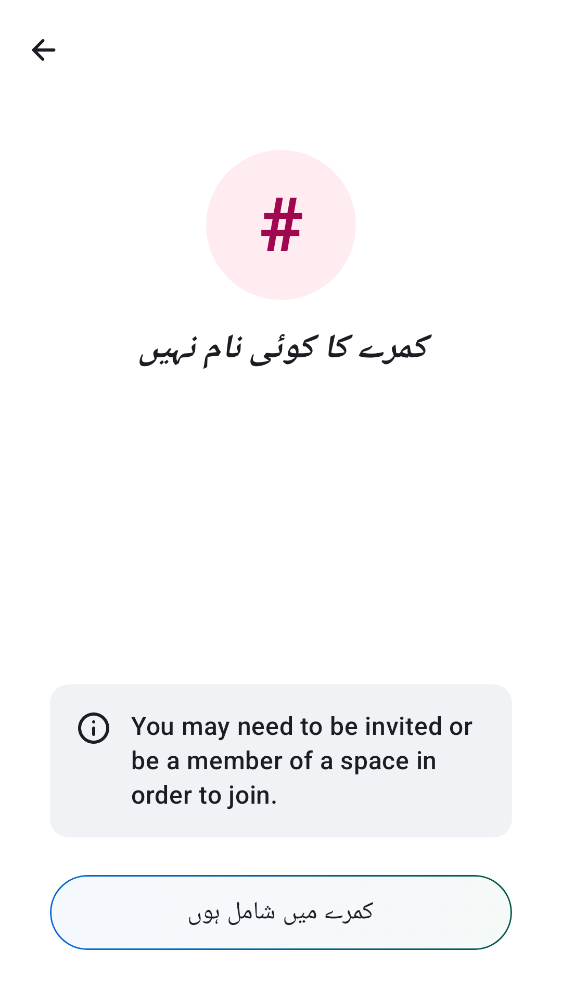 #
کمرے کا کوئی نام نہیں
You may need to be invited or
be a member of a space in
order to join.
کمرے میں شامل ہوں